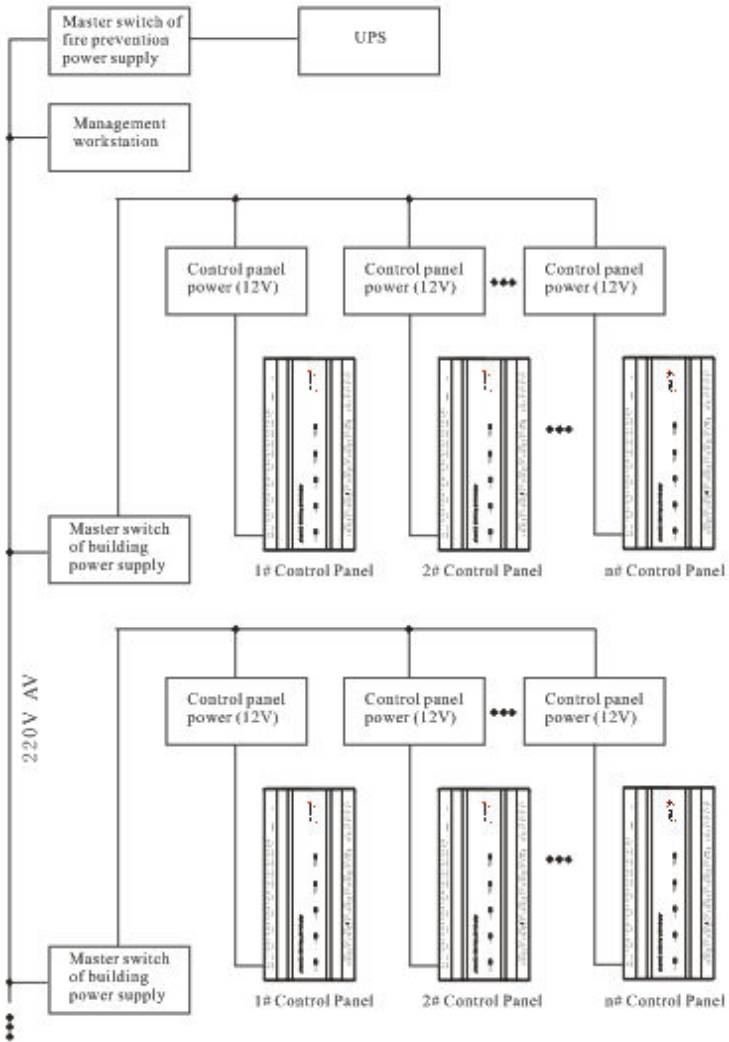 Master switch of
fire prevention
power supply
UPS
Management
workstation
Control panel
power (12V)
Control panel
power (12V)
Control panel
power (12V)
Master switch
of building
power supply
1# Control Panel
2# Control Panel
n# Control Panel
220V AV
Control panel
power (12V)
Control panel
power (12V)
Control panel
power (12V)
Master switch
of building
power supply
1# Control Panel
2# Control Panel
n# Control Panel